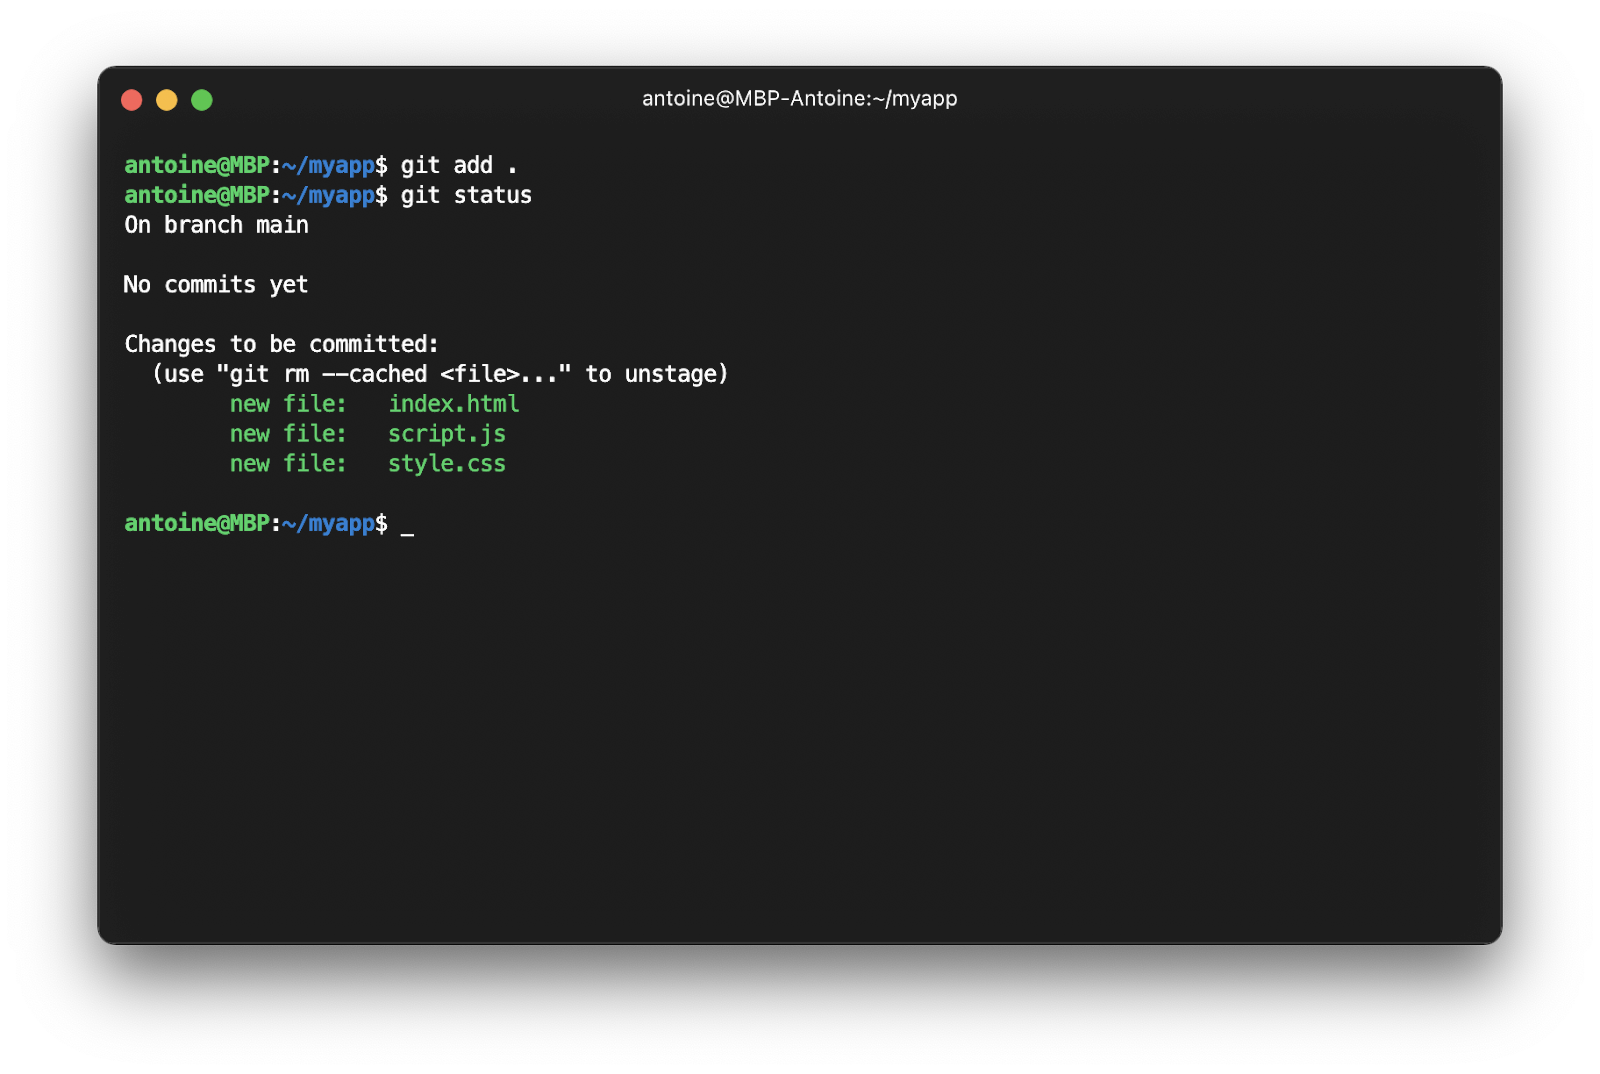 antoine@MBP-Antoine:~/myapp
antoine@MBP:~/myapp$ git add .
antoine@MBP:~/myapp$ git status
On branch main
No commits yet
Changes to be committed:
(use "git rm --cached <file>..." to unstage)
new file:   index.html
new file:   script.js
new file:   style.css
antoine@MBP:~/myapp$ _